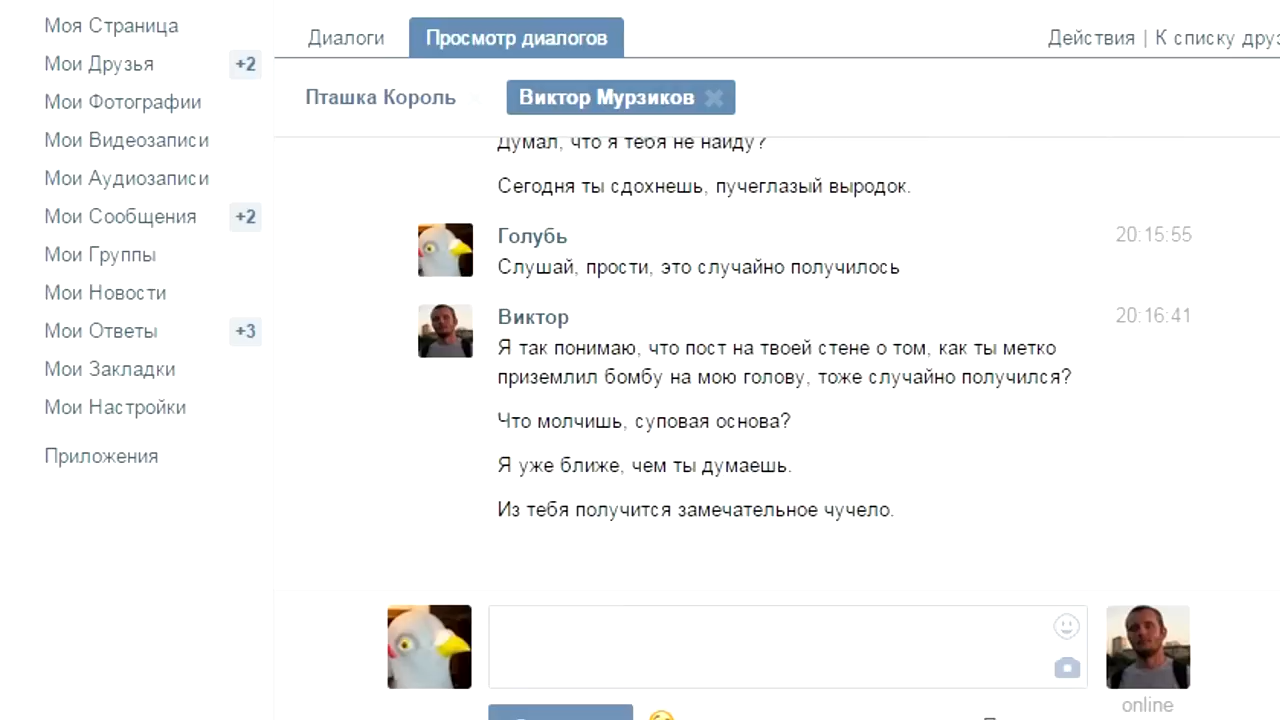 Моя Страница
Мои Друзья +2
Мои Фотографии
Мои Видеозаписи
Мои Аудиозаписи
Мои Сообщения +2
Мои Группы
Мои Новости
Мои Ответы +3
Мои Закладки
Мои Настройки
Приложения
Диалоги Просмотр диалогов Действия | К списку
Пташка Король Виктор Мурзиков
Думал, что я тебя не найду?
Сегодня ты сдохнешь, пучеглазый выродок.
Голубь 20:15:55
Слушай, прости, это случайно получилось
Виктор 20:16:41
Я так понимаю, что пост на твоей стене о том, как ты метко
приземлил бомбу на мою голову, тоже случайно получился?
Что молчишь, суповая основа?
Я уже ближе, чем ты думаешь.
Из тебя получится замечательное чучело.
online